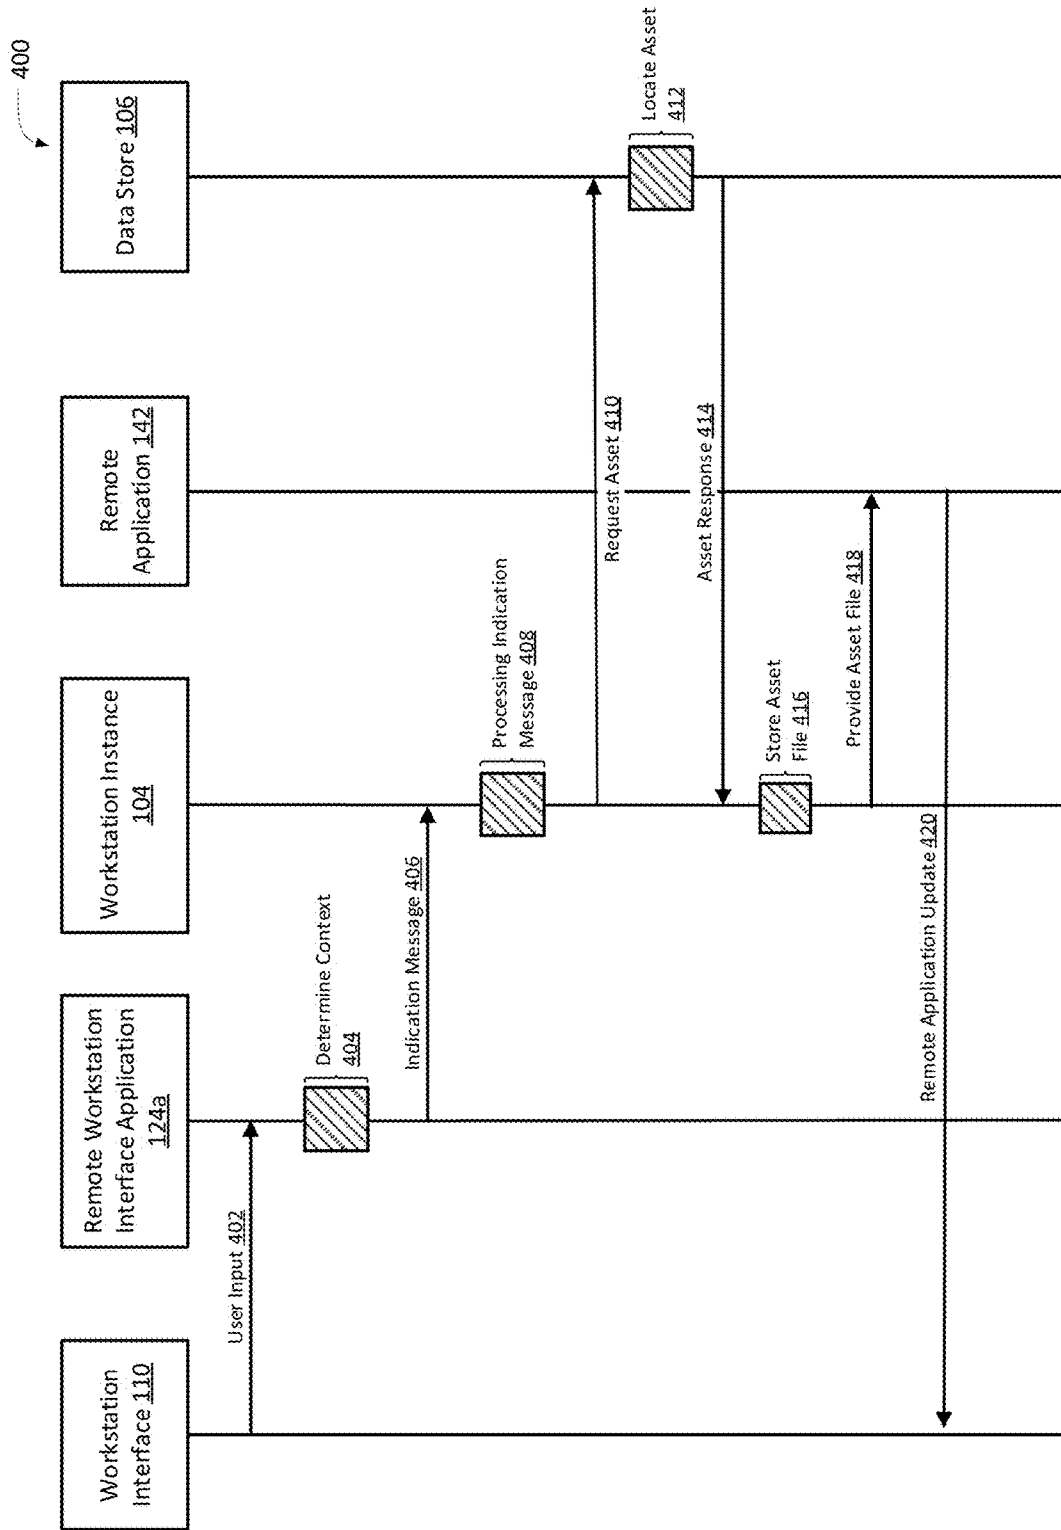 400
Workstation
Interface 110
Remote Workstation
Interface Application
124a
Workstation Instance
104
Remote
Application 142
Data Store 106
User Input 402
Determine Context
404
Indication Message 406
Processing Indication
Message 408
Request Asset 410
Locate Asset
412
Asset Response 414
Store Asset
File 416
Provide Asset File 418
Remote Application Update 420